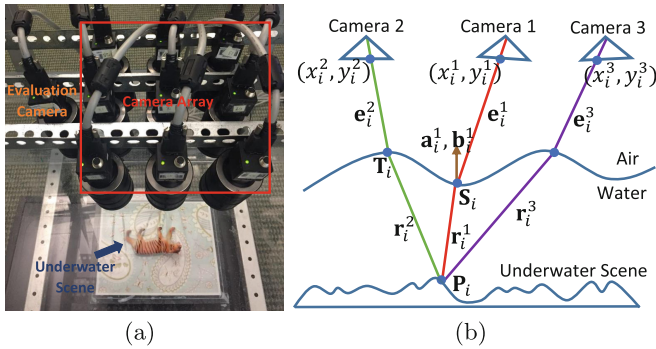 Evaluation
Camera
Camera Array
Underwater
Scene
(a)
Camera 2
Camera 1
Camera 3
(x_i^2, y_i^2)
(x_i^1, y_i^1)
(x_i^3, y_i^3)
e_i^2
e_i^1
e_i^3
a_i^1, b_i^1
T_i
S_i
Air
Water
r_i^2
r_i^1
r_i^3
Underwater Scene
P_i
(b)